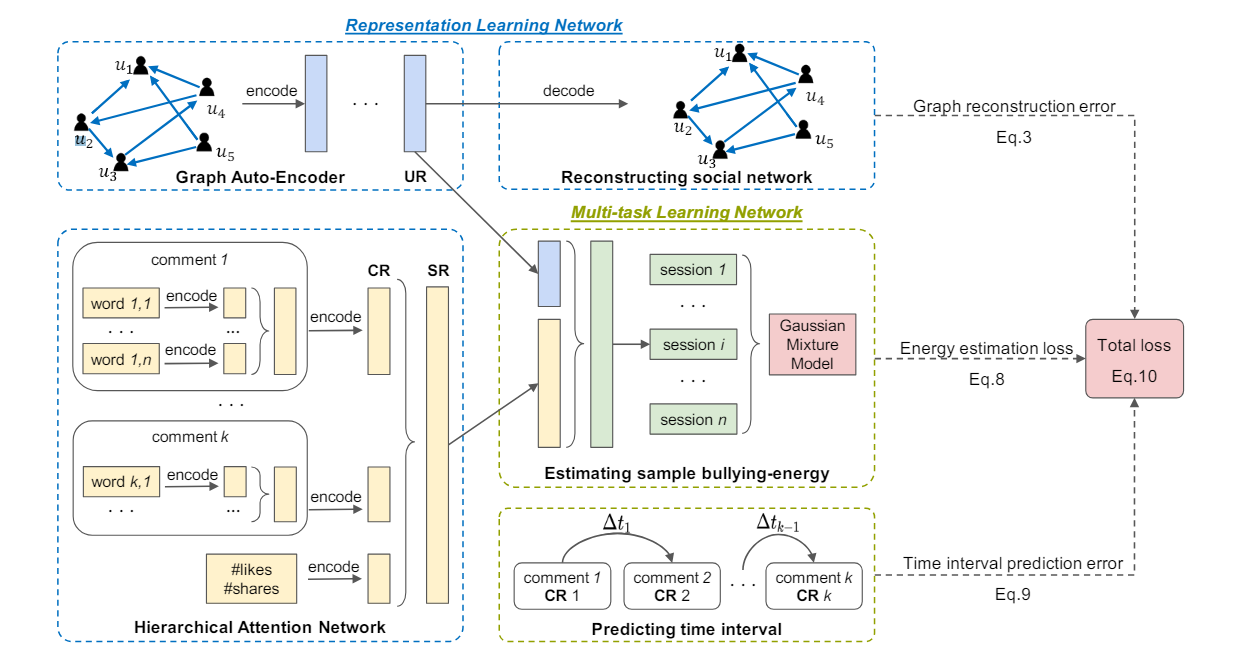 Representation Learning Network
u1
u4
u2
u5
u3
encode
. . .
Graph Auto-Encoder
UR
decode
u1
u4
u2
u5
u3
Reconstructing social network
Graph reconstruction error
Eq.3
Multi-task Learning Network
comment 1
word 1,1
encode
. . .
...
word 1,n
encode
encode
CR
SR
. . .
comment k
word k,1
encode
. . .
...
encode
#likes
#shares
encode
Hierarchical Attention Network
session 1
. . .
session i
. . .
session n
Gaussian
Mixture
Model
Estimating sample bullying-energy
Energy estimation loss
Eq.8
Total loss
Eq.10
Δt1
Δtk−1
comment 1
CR 1
comment 2
CR 2
. . .
comment k
CR k
Predicting time interval
Time interval prediction error
Eq.9